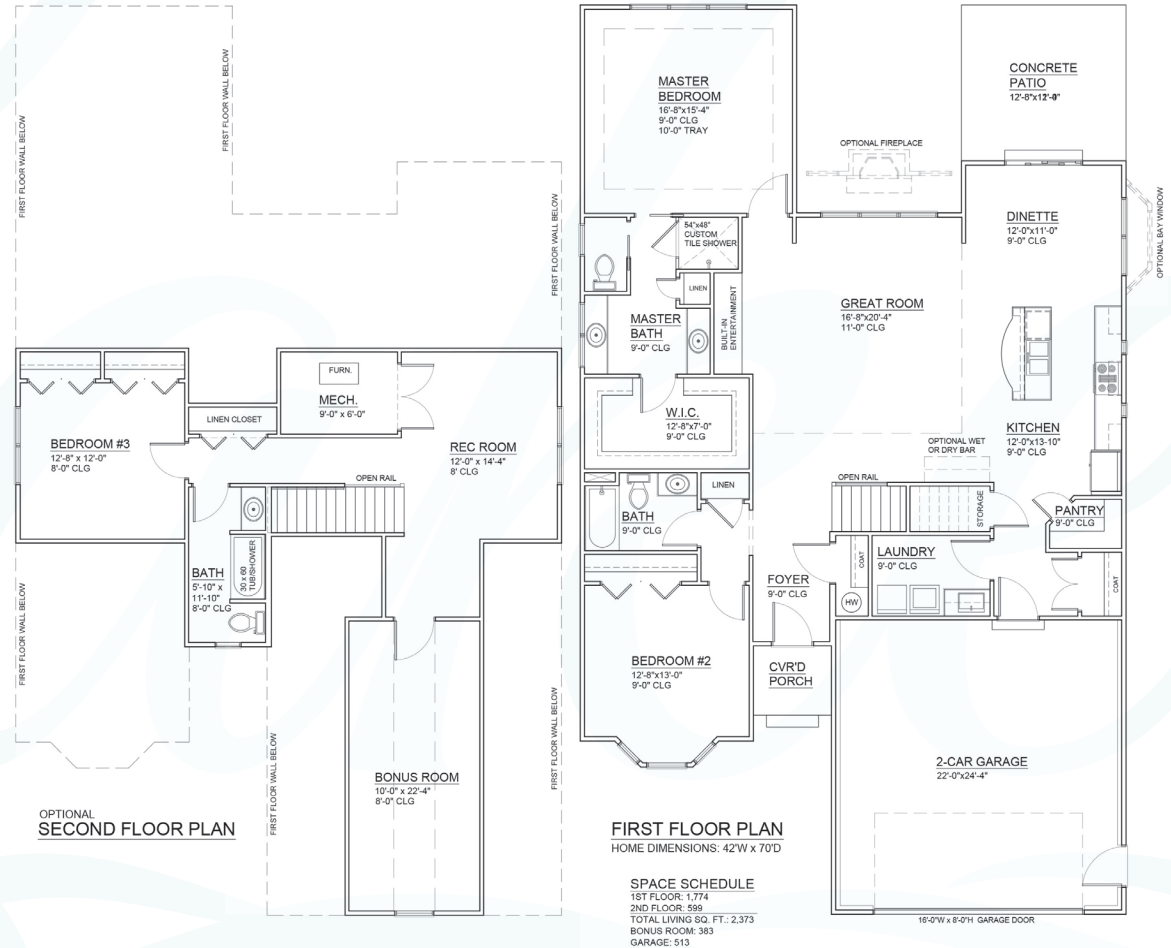 FIRST FLOOR WALL BELOW
FIRST FLOOR WALL BELOW
FIRST FLOOR WALL BELOW
FURN.
MECH.
9'-0" x 6'-0"
LINEN CLOSET
BEDROOM #3
12'-8" x 12'-0"
8'-0" CLG
REC ROOM
12'-0" x 14'-4"
8' CLG
OPEN RAIL
BATH
5'-10" x
11'-10"
8'-0" CLG
30 x 60
TUB/SHOWER
FIRST FLOOR WALL BELOW
FIRST FLOOR WALL BELOW
FIRST FLOOR WALL BELOW
BONUS ROOM
10'-0" x 22'-4"
8'-0" CLG
OPTIONAL
SECOND FLOOR PLAN
MASTER
BEDROOM
16'-8"x15'-4"
9'-0" CLG
10'-0" TRAY
CONCRETE
PATIO
12'-8"x12'-0"
OPTIONAL FIREPLACE
DINETTE
12'-0"x11'-0"
9'-0" CLG
OPTIONAL BAY WINDOW
54"x48"
CUSTOM
TILE SHOWER
LINEN
MASTER
BATH
9'-0" CLG
BUILT-IN
ENTERTAINMENT
GREAT ROOM
16'-8"x20'-4"
11'-0" CLG
W.I.C.
12'-8"x7'-0"
9'-0" CLG
KITCHEN
12'-0"x13-10"
9'-0" CLG
OPTIONAL WET
OR DRY BAR
OPEN RAIL
LINEN
STORAGE
PANTRY
9'-0" CLG
BATH
9'-0" CLG
LAUNDRY
9'-0" CLG
COAT
COAT
FOYER
9'-0" CLG
HW
BEDROOM #2
12'-8"x13'-0"
9'-0" CLG
CVR'D
PORCH
2-CAR GARAGE
22'-0"x24'-4"
16'-0"W x 8'-0"H GARAGE DOOR
FIRST FLOOR PLAN
HOME DIMENSIONS: 42'W x 70'D
SPACE SCHEDULE
1ST FLOOR: 1,774
2ND FLOOR: 599
TOTAL LIVING SQ. FT.: 2,373
BONUS ROOM: 383
GARAGE: 513